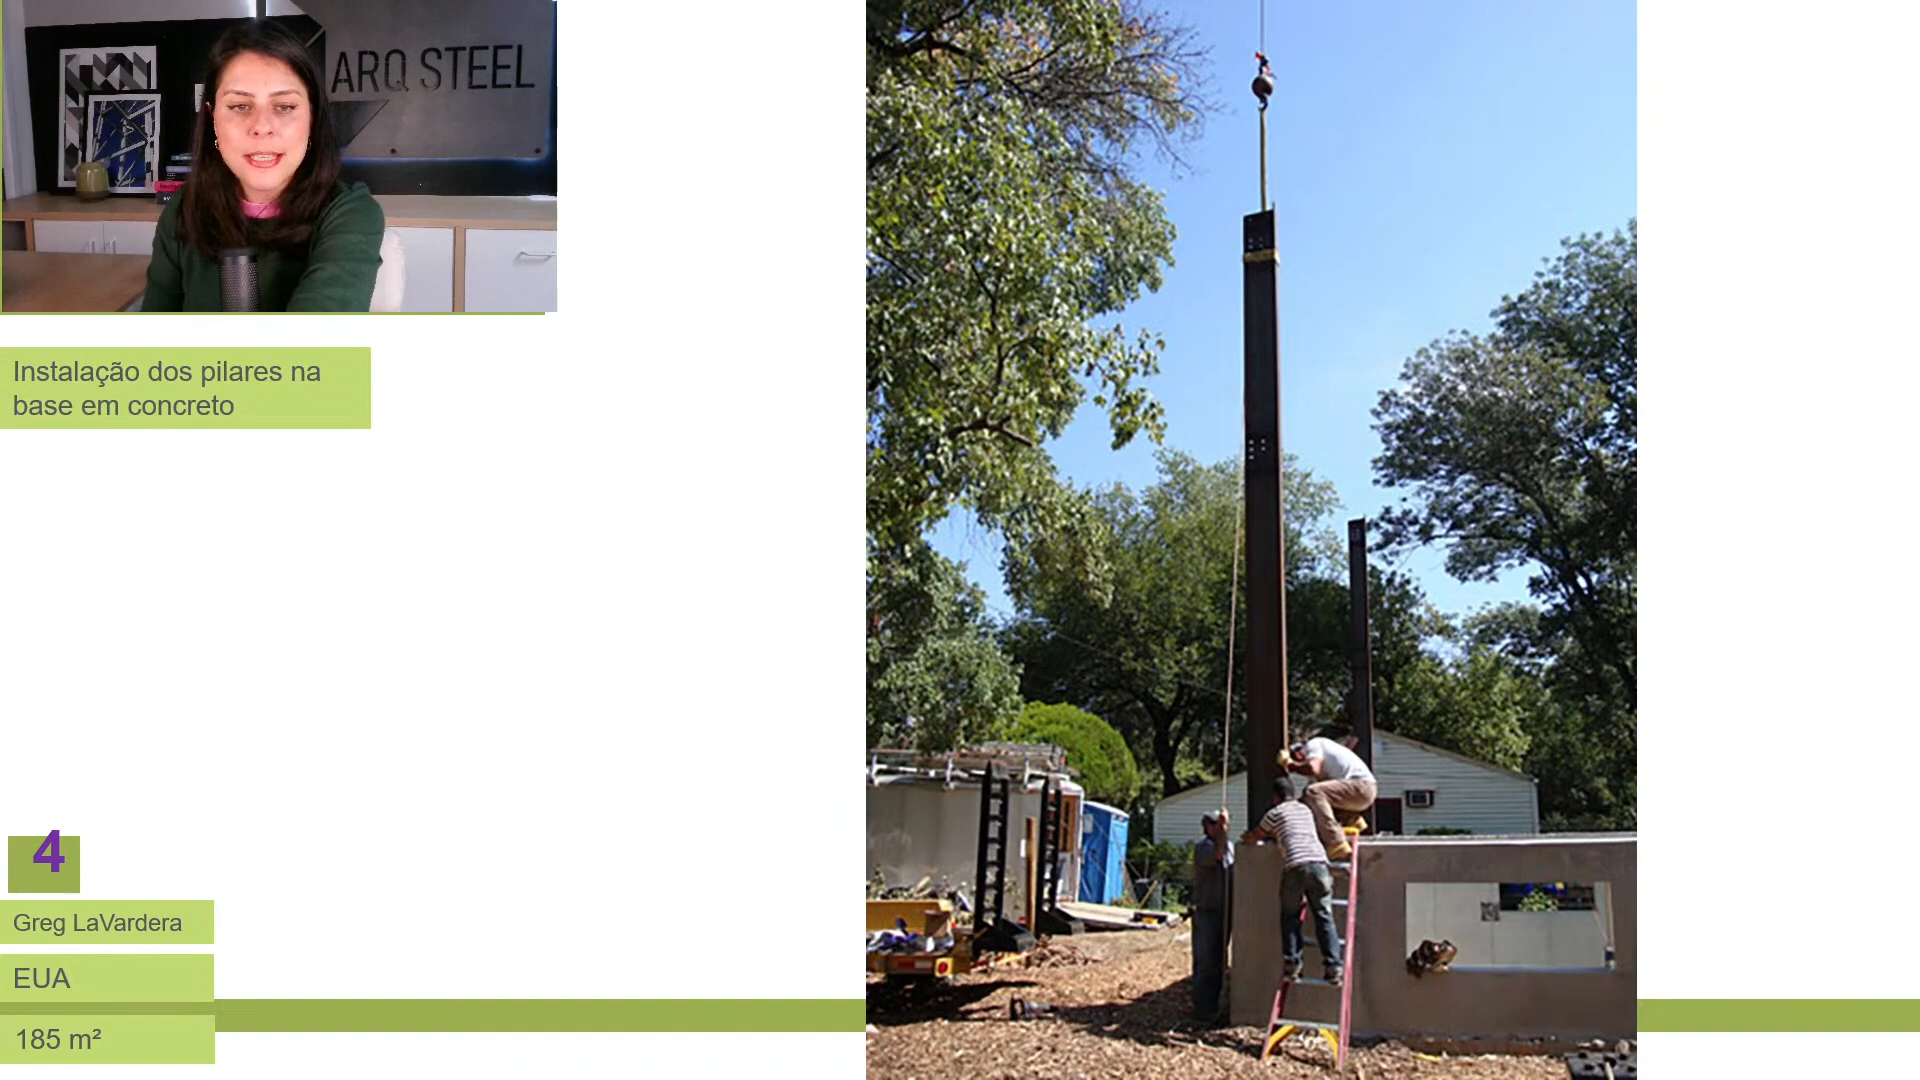 ARQ STEEL
Instalação dos pilares na
base em concreto
4
Greg LaVardera
EUA
185 m²